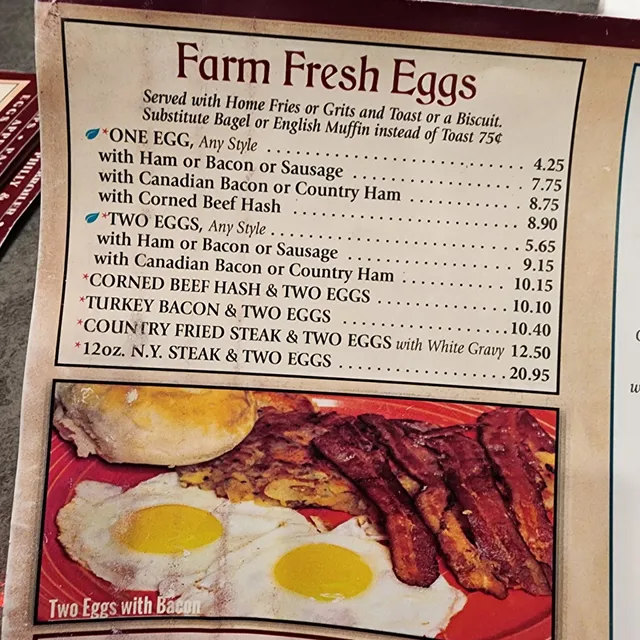 Farm Fresh Eggs
Served with Home Fries or Grits and Toast or a Biscuit.
Substitute Bagel or English Muffin instead of Toast 75¢
*ONE EGG, Any Style . . . . . . . . . . . . . . . . . . . . . . . . . . 4.25
with Ham or Bacon or Sausage . . . . . . . . . . . . . . . . . 7.75
with Canadian Bacon or Country Ham . . . . . . . . . . 8.75
with Corned Beef Hash . . . . . . . . . . . . . . . . . . . . . . 8.90
*TWO EGGS, Any Style . . . . . . . . . . . . . . . . . . . . . . . 5.65
with Ham or Bacon or Sausage . . . . . . . . . . . . . . . . 9.15
with Canadian Bacon or Country Ham . . . . . . . . . . 10.15
*CORNED BEEF HASH & TWO EGGS . . . . . . . . . . . . 10.10
*TURKEY BACON & TWO EGGS . . . . . . . . . . . . . . . . 10.40
*COUNTRY FRIED STEAK & TWO EGGS with White Gravy 12.50
*12oz. N.Y. STEAK & TWO EGGS . . . . . . . . . . . . . . . . 20.95
Two Eggs with Bacon